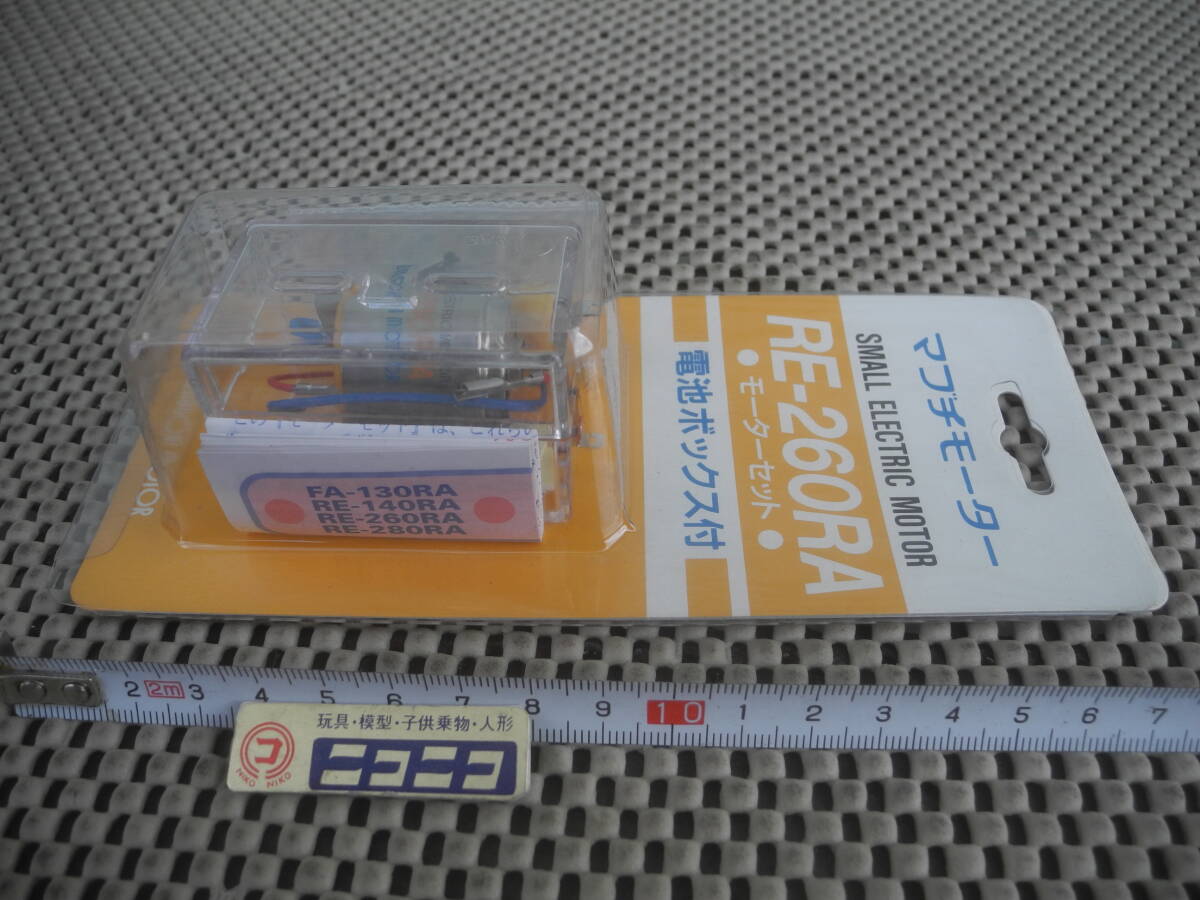 マブチモーター
SMALL ELECTRIC MOTOR
RE-260RA
●モーターセット●
電池ボックス付
FA-130RA
RE-140RA
RE-260RA
RE-280RA
2 2m 3 4 5 6 7 8 9 10 1 2 3 4 5 6 7
玩具・模型・子供乗物・人形
ニコニコ
NIKO NIKO